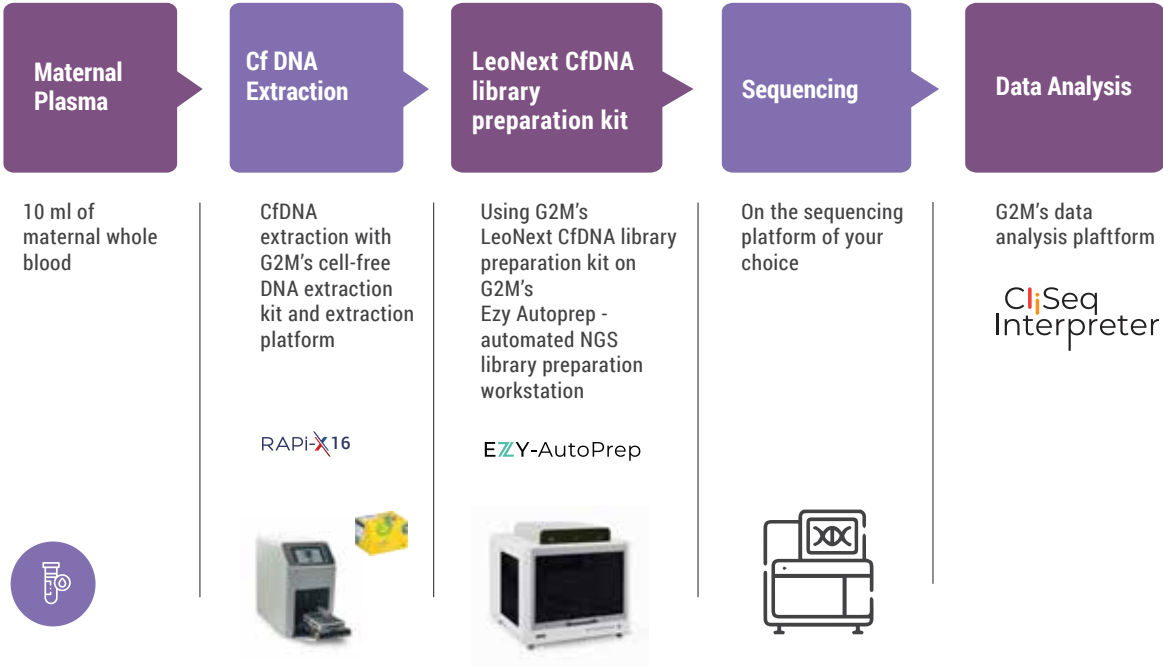 Maternal
Plasma
Cf DNA
Extraction
LeoNext CfDNA
library
preparation kit
Sequencing
Data Analysis
10 ml of
maternal whole
blood
CfDNA
extraction with
G2M's cell-free
DNA extraction
kit and extraction
platform
RAPi-X16
Using G2M's
LeoNext CfDNA library
preparation kit on
G2M's
Ezy Autoprep -
automated NGS
library preparation
workstation
EZY-AutoPrep
On the sequencing
platform of your
choice
G2M's data
analysis plaftform
CliSeq
Interpreter